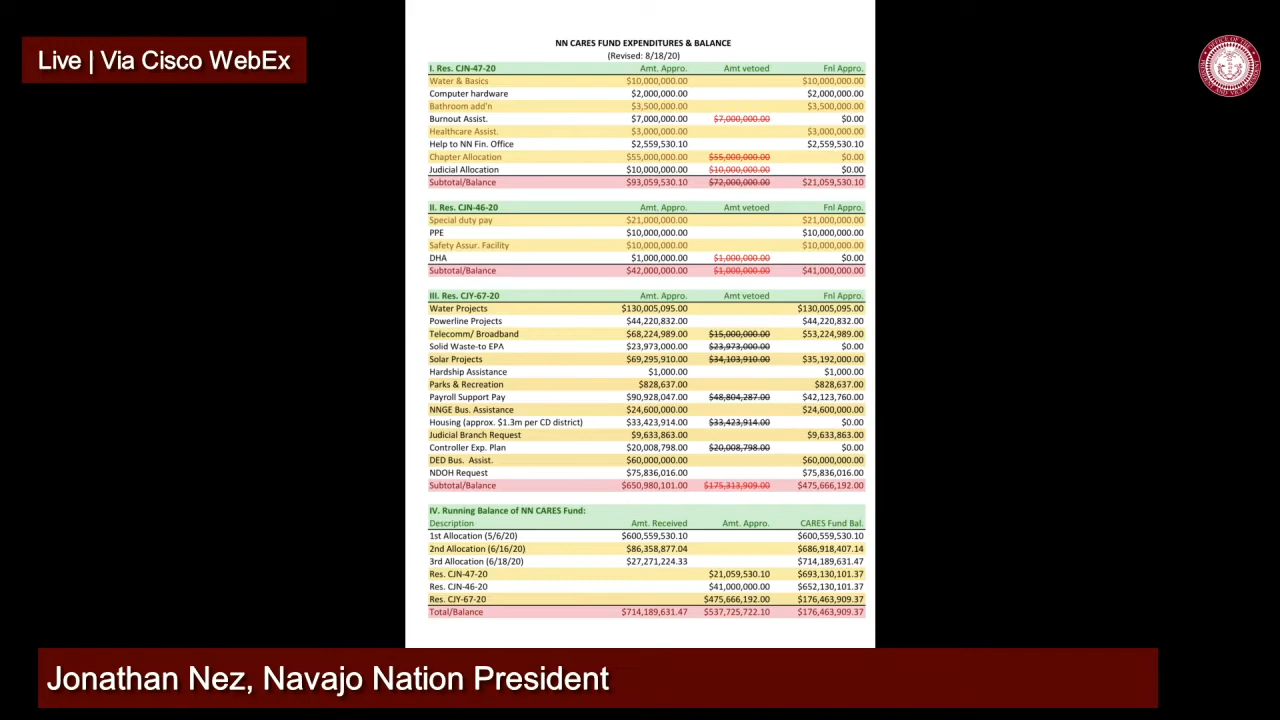 Live | Via Cisco WebEx
NN CARES FUND EXPENDITURES & BALANCE
(Revised: 8/18/20)
I. Res. CJN-47-20 Amt. Appro. Amt vetoed Fnl Appro.
Water & Basics $10,000,000.00 $10,000,000.00
Computer hardware $2,000,000.00 $2,000,000.00
Bathroom add'n $3,500,000.00 $3,500,000.00
Burnout Assist. $7,000,000.00 $7,000,000.00 $0.00
Healthcare Assist. $3,000,000.00 $3,000,000.00
Help to NN Fin. Office $2,559,530.10 $2,559,530.10
Chapter Allocation $55,000,000.00 $55,000,000.00 $0.00
Judicial Allocation $10,000,000.00 $10,000,000.00 $0.00
Subtotal/Balance $93,059,530.10 $72,000,000.00 $21,059,530.10
II. Res. CJN-46-20 Amt. Appro. Amt vetoed Fnl Appro.
Special duty pay $21,000,000.00 $21,000,000.00
PPE $10,000,000.00 $10,000,000.00
Safety Assur. Facility $10,000,000.00 $10,000,000.00
DHA $1,000,000.00 $1,000,000.00 $0.00
Subtotal/Balance $42,000,000.00 $1,000,000.00 $41,000,000.00
III. Res. CJY-67-20 Amt. Appro. Amt vetoed Fnl Appro.
Water Projects $130,005,095.00 $130,005,095.00
Powerline Projects $44,220,832.00 $44,220,832.00
Telecomm/ Broadband $68,224,989.00 $15,000,000.00 $53,224,989.00
Solid Waste-to EPA $23,973,000.00 $23,973,000.00 $0.00
Solar Projects $69,295,910.00 $34,103,910.00 $35,192,000.00
Hardship Assistance $1,000.00 $1,000.00
Parks & Recreation $828,637.00 $828,637.00
Payroll Support Pay $90,928,047.00 $48,804,287.00 $42,123,760.00
NNGE Bus. Assistance $24,600,000.00 $24,600,000.00
Housing (approx. $1.3m per CD district) $33,423,914.00 $33,423,914.00 $0.00
Judicial Branch Request $9,633,863.00 $9,633,863.00
Controller Exp. Plan $20,008,798.00 $20,008,798.00 $0.00
DED Bus. Assist. $60,000,000.00 $60,000,000.00
NDOH Request $75,836,016.00 $75,836,016.00
Subtotal/Balance $650,980,101.00 $175,313,909.00 $475,666,192.00
IV. Running Balance of NN CARES Fund:
Description Amt. Received Amt. Appro. CARES Fund Bal.
1st Allocation (5/6/20) $600,559,530.10 $600,559,530.10
2nd Allocation (6/16/20) $86,358,877.04 $686,918,407.14
3rd Allocation (6/18/20) $27,271,224.33 $714,189,631.47
Res. CJN-47-20 $21,059,530.10 $693,130,101.37
Res. CJN-46-20 $41,000,000.00 $652,130,101.37
Res. CJY-67-20 $475,666,192.00 $176,463,909.37
Total/Balance $714,189,631.47 $537,725,722.10 $176,463,909.37
Jonathan Nez, Navajo Nation President